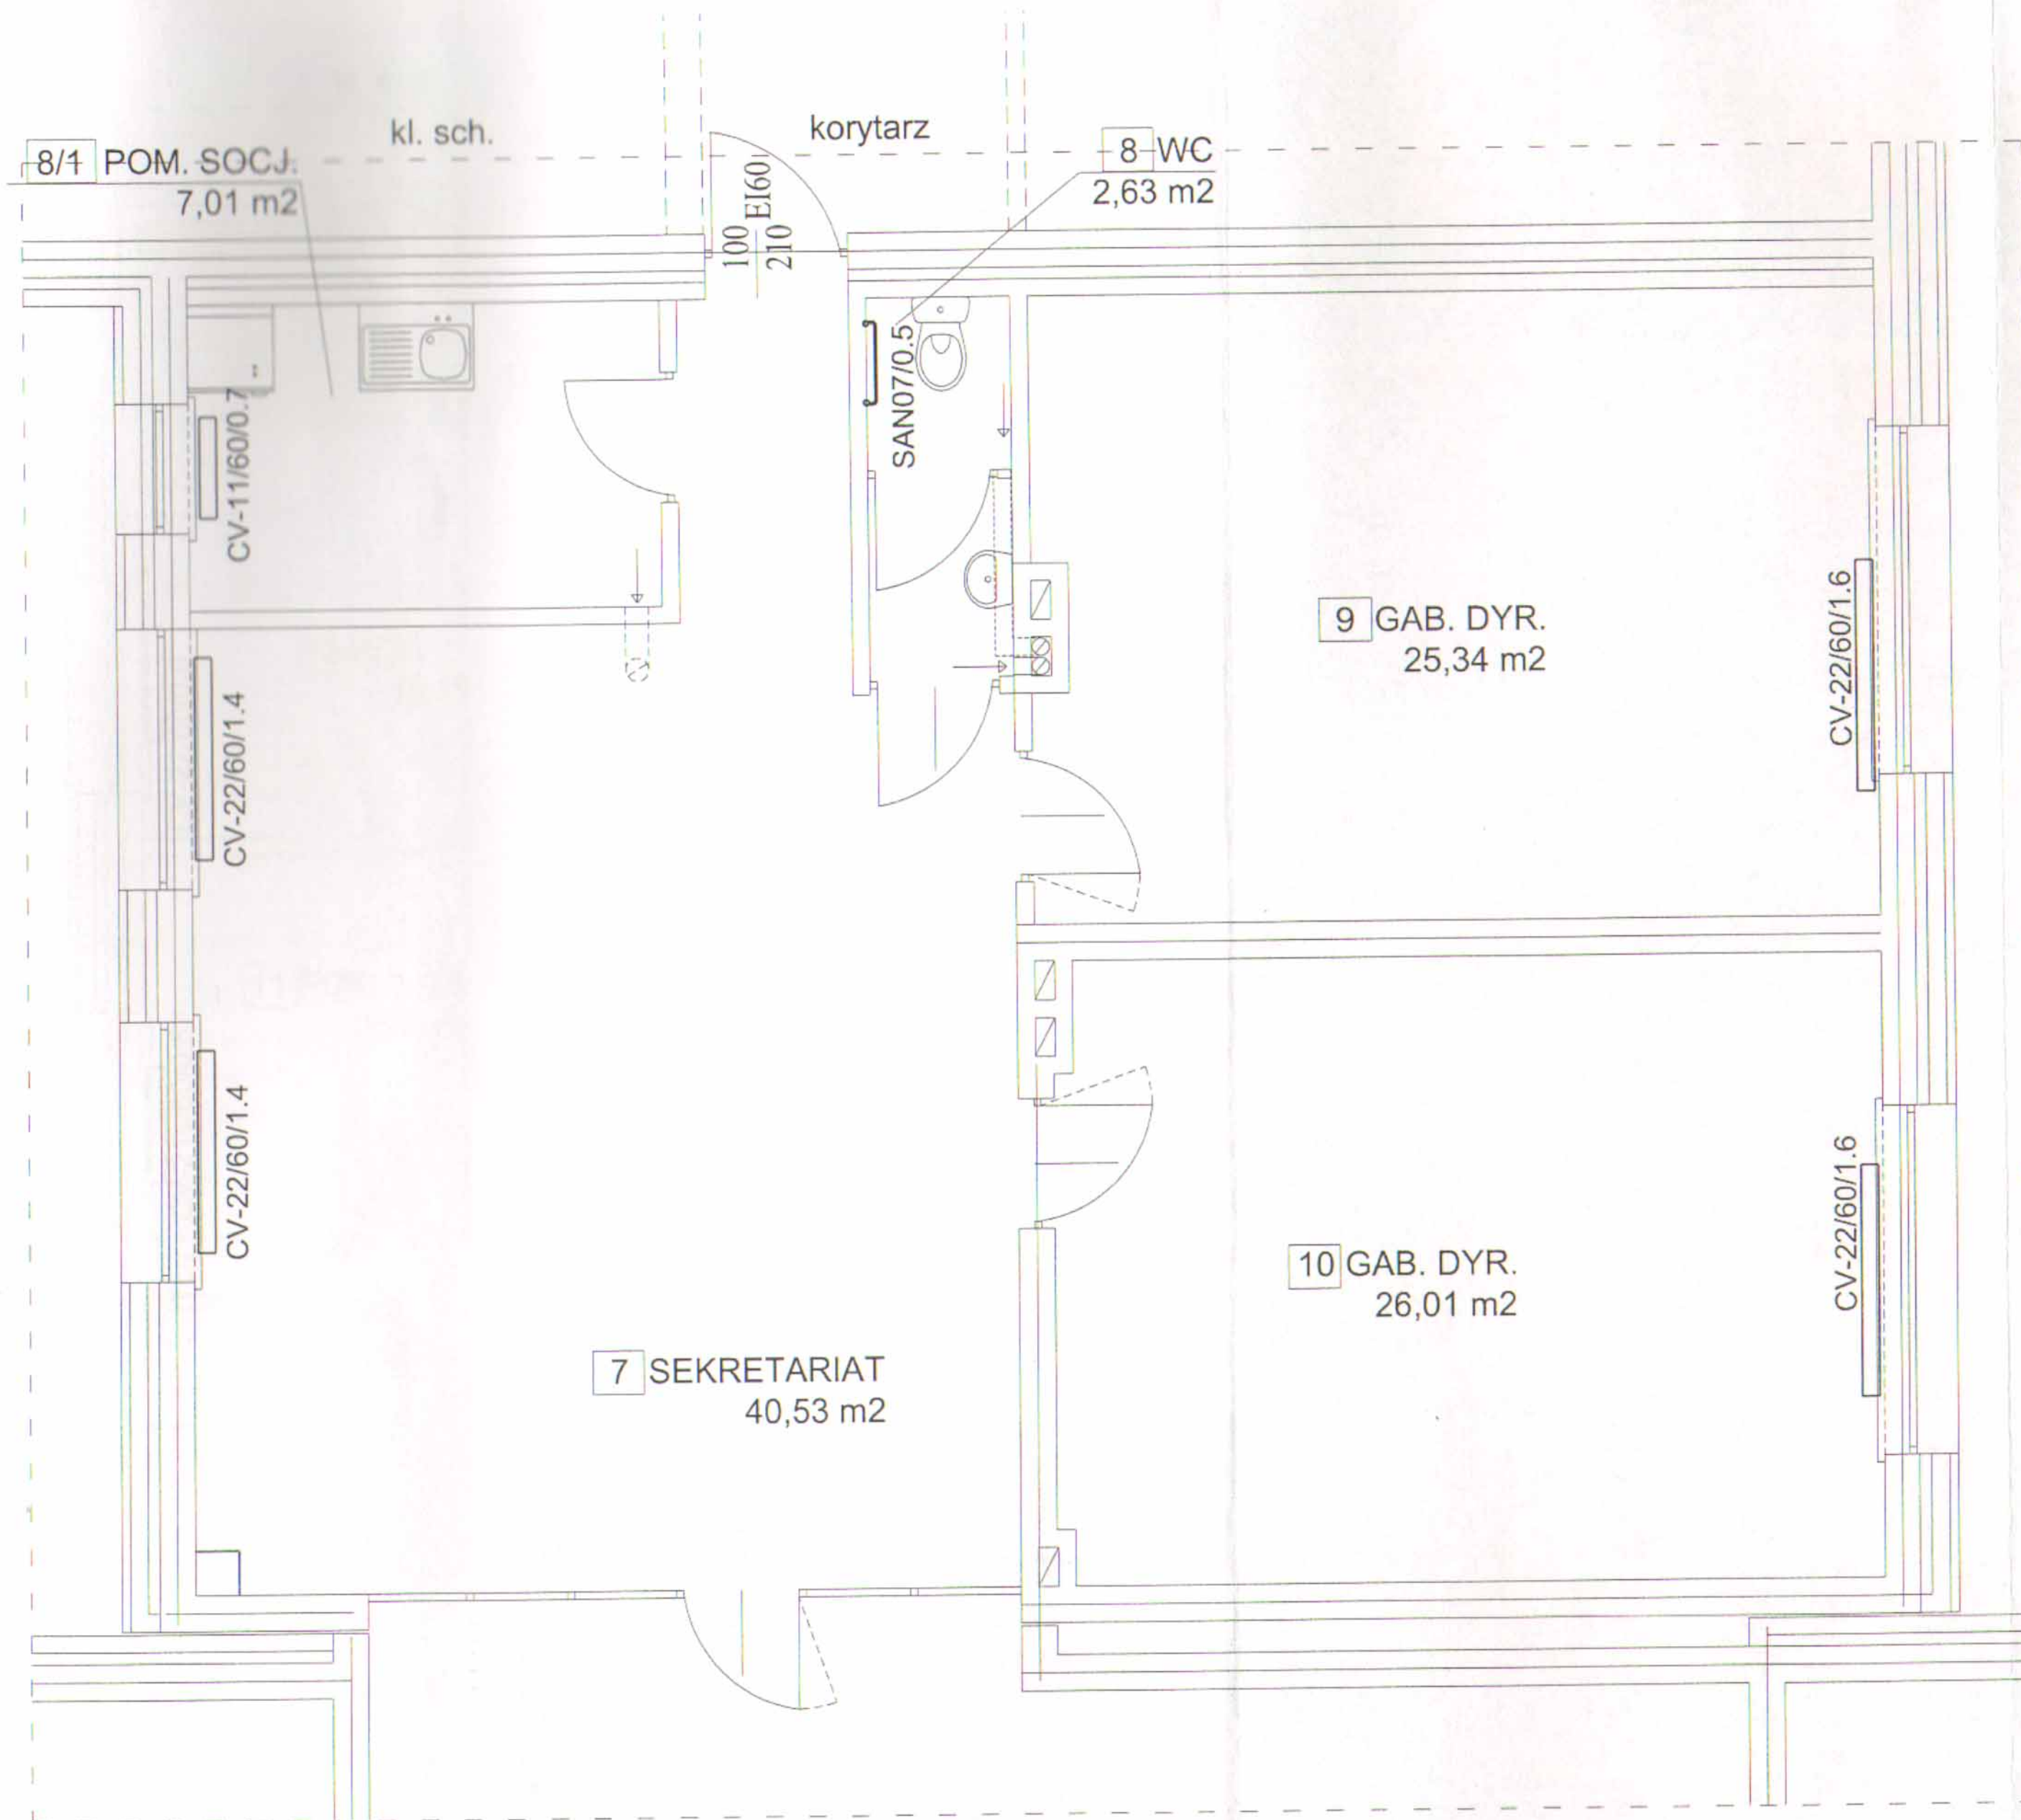 kl. sch.
korytarz
8/1 POM. SOCJ.
7,01 m2
8 WC
2,63 m2
100
210
EI60
SAN07/0.5
CV-11/60/0.7
9 GAB. DYR.
25,34 m2
CV-22/60/1.6
CV-22/60/1.4
CV-22/60/1.4
10 GAB. DYR.
26,01 m2
CV-22/60/1.6
7 SEKRETARIAT
40,53 m2